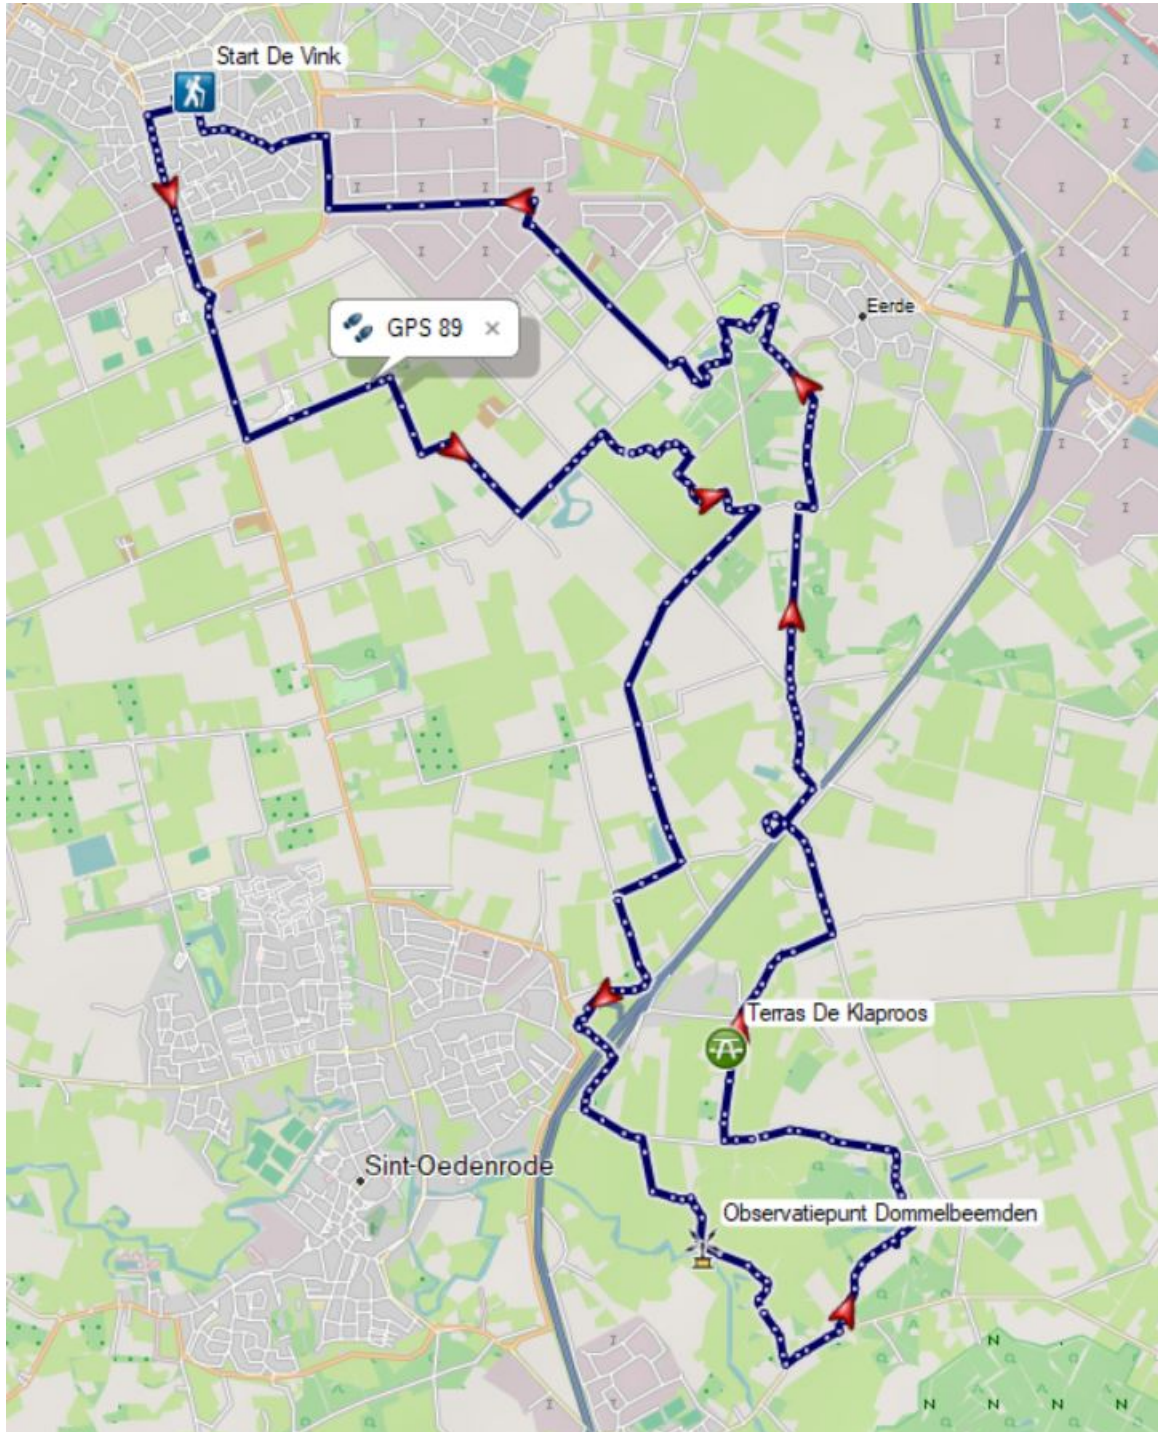 Start De Vink
GPS 89 ×
Eerde
Terras De Klaproos
Sint-Oedenrode
Observatiepunt Dommelbeemden
N
N
N N N N